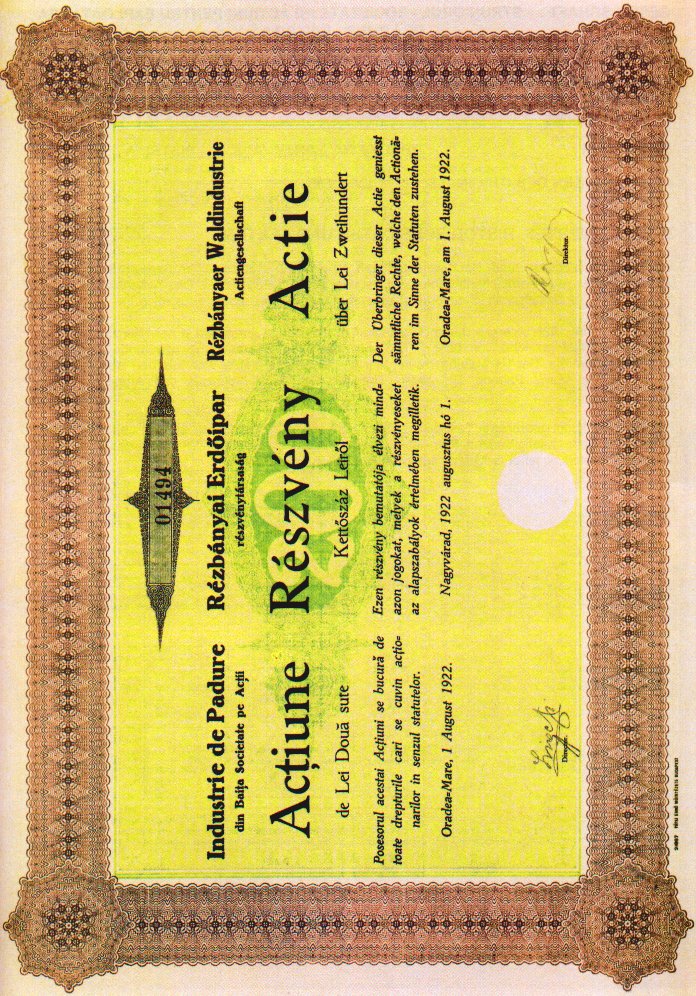 01494
Industrie de Padure
din Baița Societate pe Acții
Acțiune
de Lei Două sute
Posesorul acestai Acțiuni se bucură de
toate drepturile cari se cuvin acțio=
narilor in senzul statutelor.
Oradea=Mare, 1 August 1922.
Rézbányai Erdőipar
részvénytársaság
Részvény
200
Kettőszáz Leiről
Ezen részvény bemutatója élvezi mind=
azon jogokat, melyek a részvényeseket
az alapszabályok értelmében megilletik.
Nagyvárad, 1922 augusztus hó 1.
Rézbányaer Waldindustrie
Actiengesellschaft
Actie
über Lei Zweihundert
Der Überbringer dieser Actie geniesst
sämmtliche Rechte, welche den Actionä=
ren im Sinne der Statuten zustehen.
Oradea=Mare, am 1. August 1922.
Direktor.